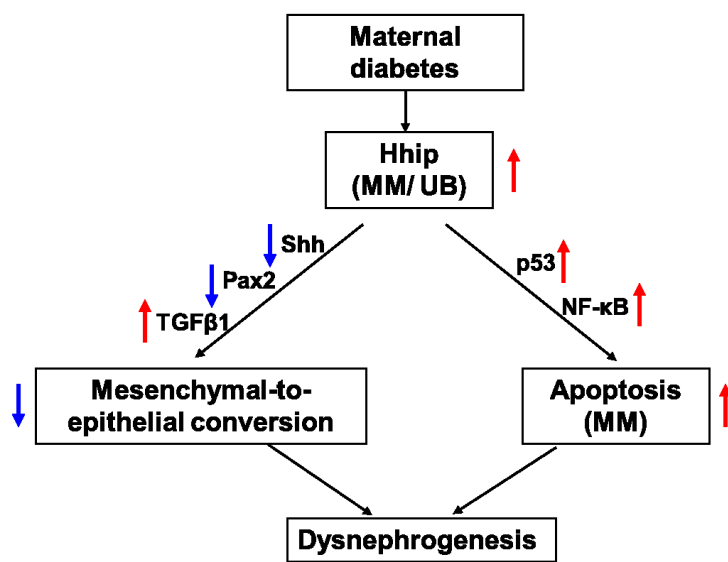 Maternal
diabetes
Hhip
(MM/ UB)
Shh
Pax2
TGFβ1
p53
NF-κB
Mesenchymal-to-
epithelial conversion
Apoptosis
(MM)
Dysnephrogenesis